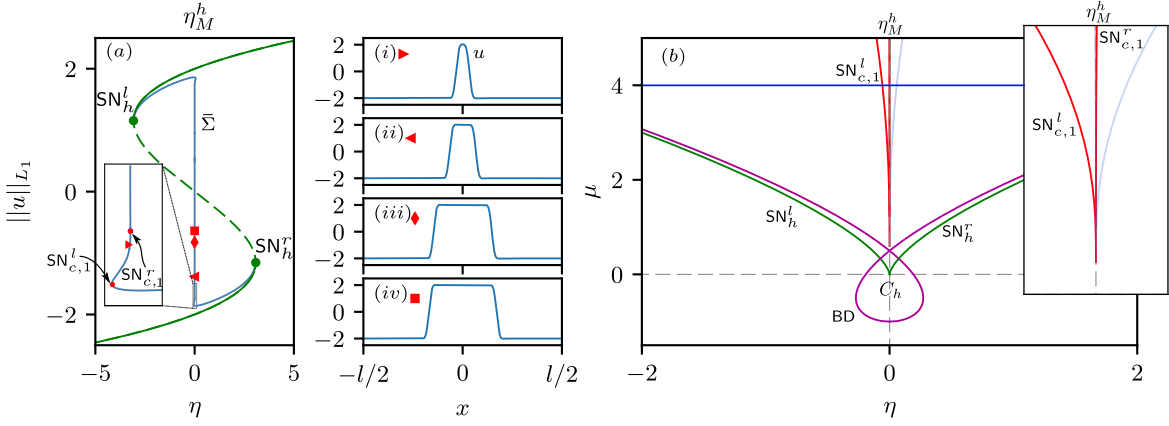 η_M^h
(a)
2
0
−2
||u||_{L_1}
SN_h^l
Σ̄
SN_h^r
SN_{c,1}^l
SN_{c,1}^r
−5
0
5
η
(i)
u
2
0
−2
(ii)
2
0
−2
(iii)
2
0
−2
(iv)
2
0
−2
−l/2
0
l/2
x
η_M^h
(b)
SN_{c,1}^l
4
2
0
μ
SN_h^l
SN_h^r
C_h
BD
−2
0
2
η
η_M^h
SN_{c,1}^r
SN_{c,1}^l